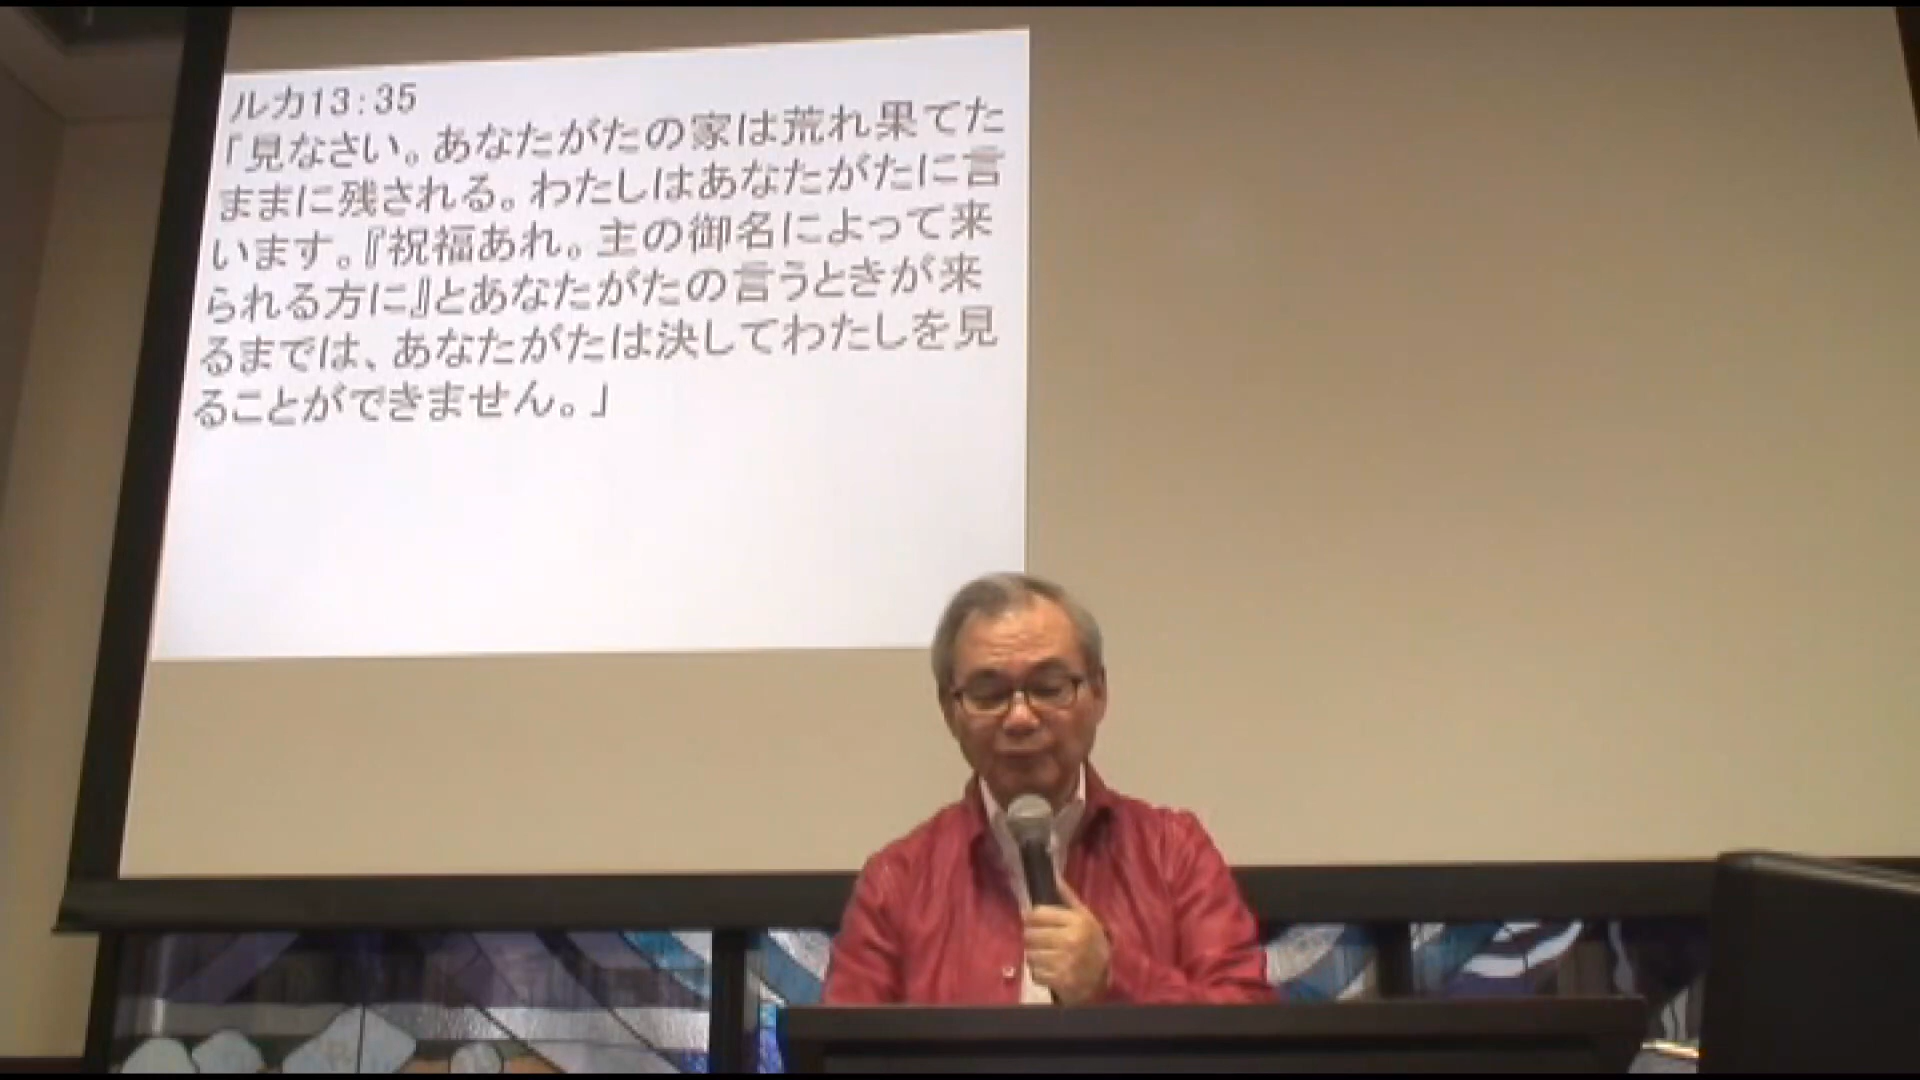 ルカ13：35
「見なさい。あなたがたの家は荒れ果てた
ままに残される。わたしはあなたがたに言
います。『祝福あれ。主の御名によって来
られる方に』とあなたがたの言うときが来
るまでは、あなたがたは決してわたしを見
ることができません。」